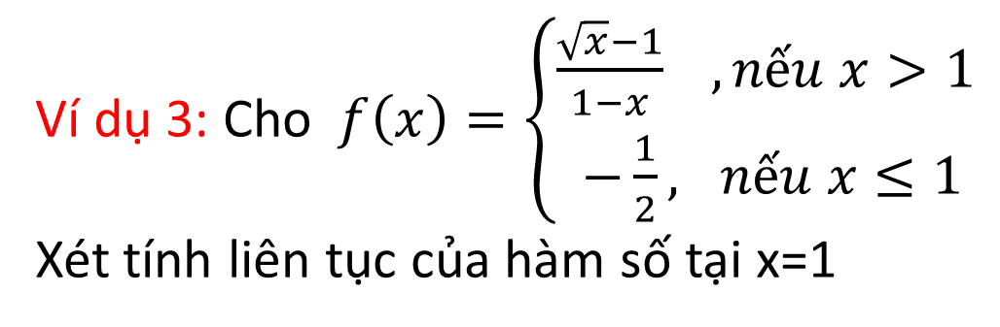 Ví dụ 3: Cho f(x) = { (√x−1)/(1−x) , nếu x > 1
−1/2, nếu x ≤ 1
Xét tính liên tục của hàm số tại x=1